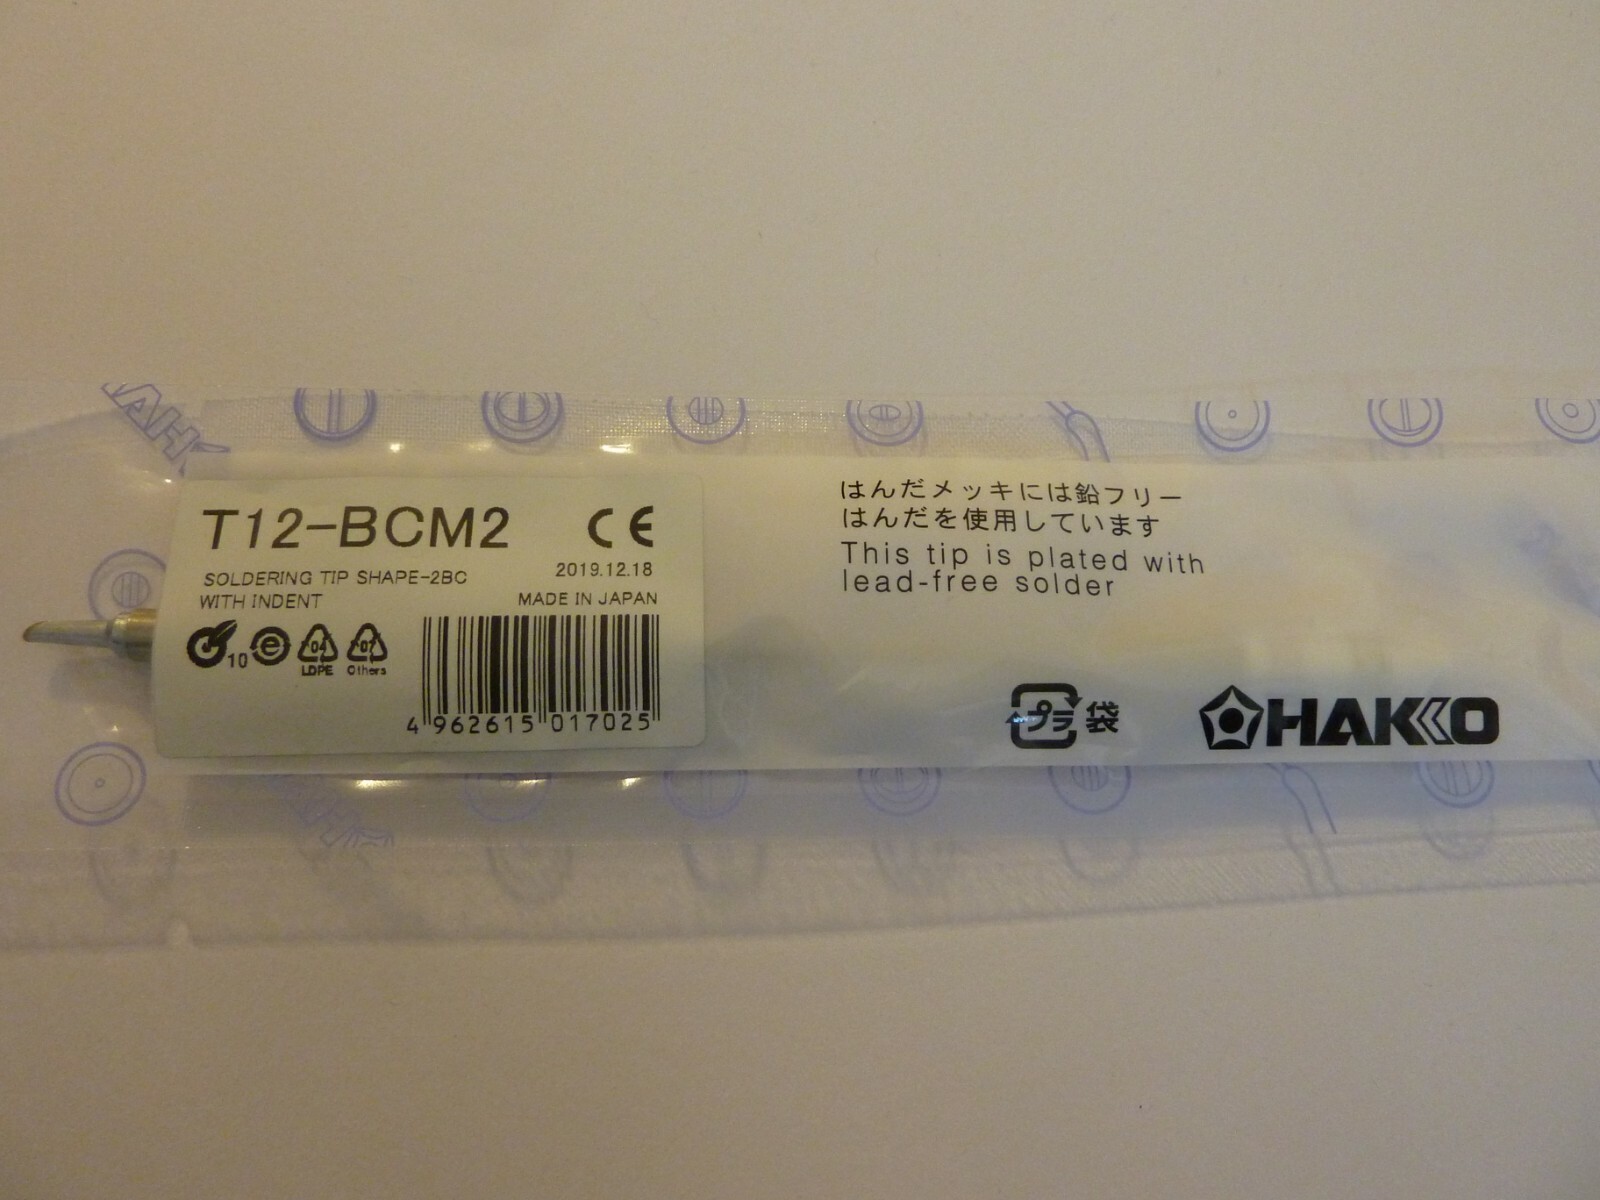 T12-BCM2 CE
SOLDERING TIP SHAPE-2BC
WITH INDENT
2019.12.18
MADE IN JAPAN
10 e 04 07
LDPE Others
4 962615 017025
はんだメッキには鉛フリー
はんだを使用しています
This tip is plated with
lead-free solder
プラ 袋
HAKKO